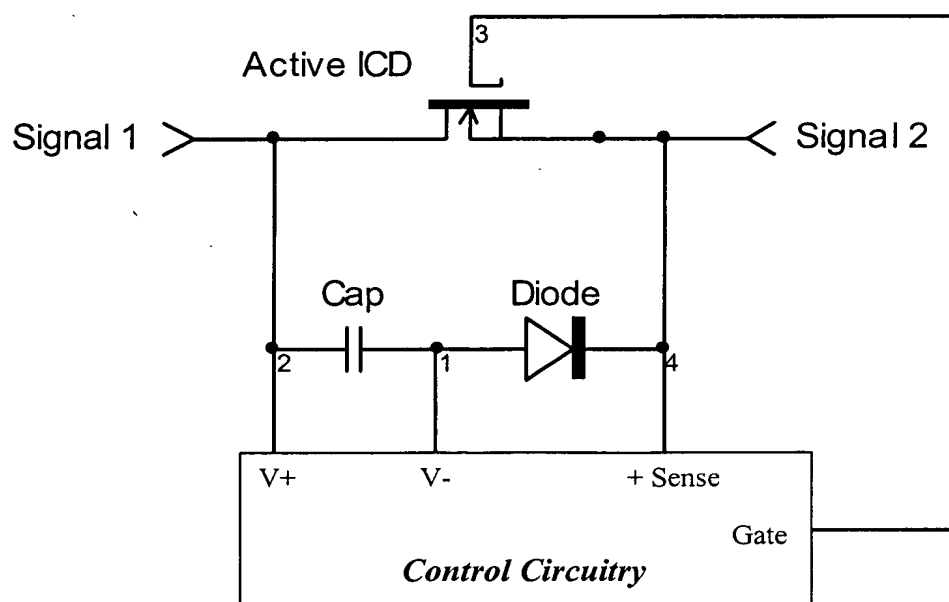 3
Active ICD
Signal 1
Signal 2
Cap
Diode
2
1
4
V+
V-
+ Sense
Gate
Control Circuitry